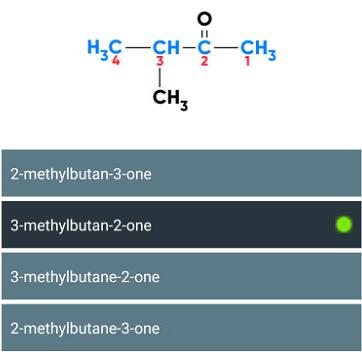 O
H3C—CH—C—CH3
4 3 2 1
CH3
2-methylbutan-3-one
3-methylbutan-2-one
3-methylbutane-2-one
2-methylbutane-3-one